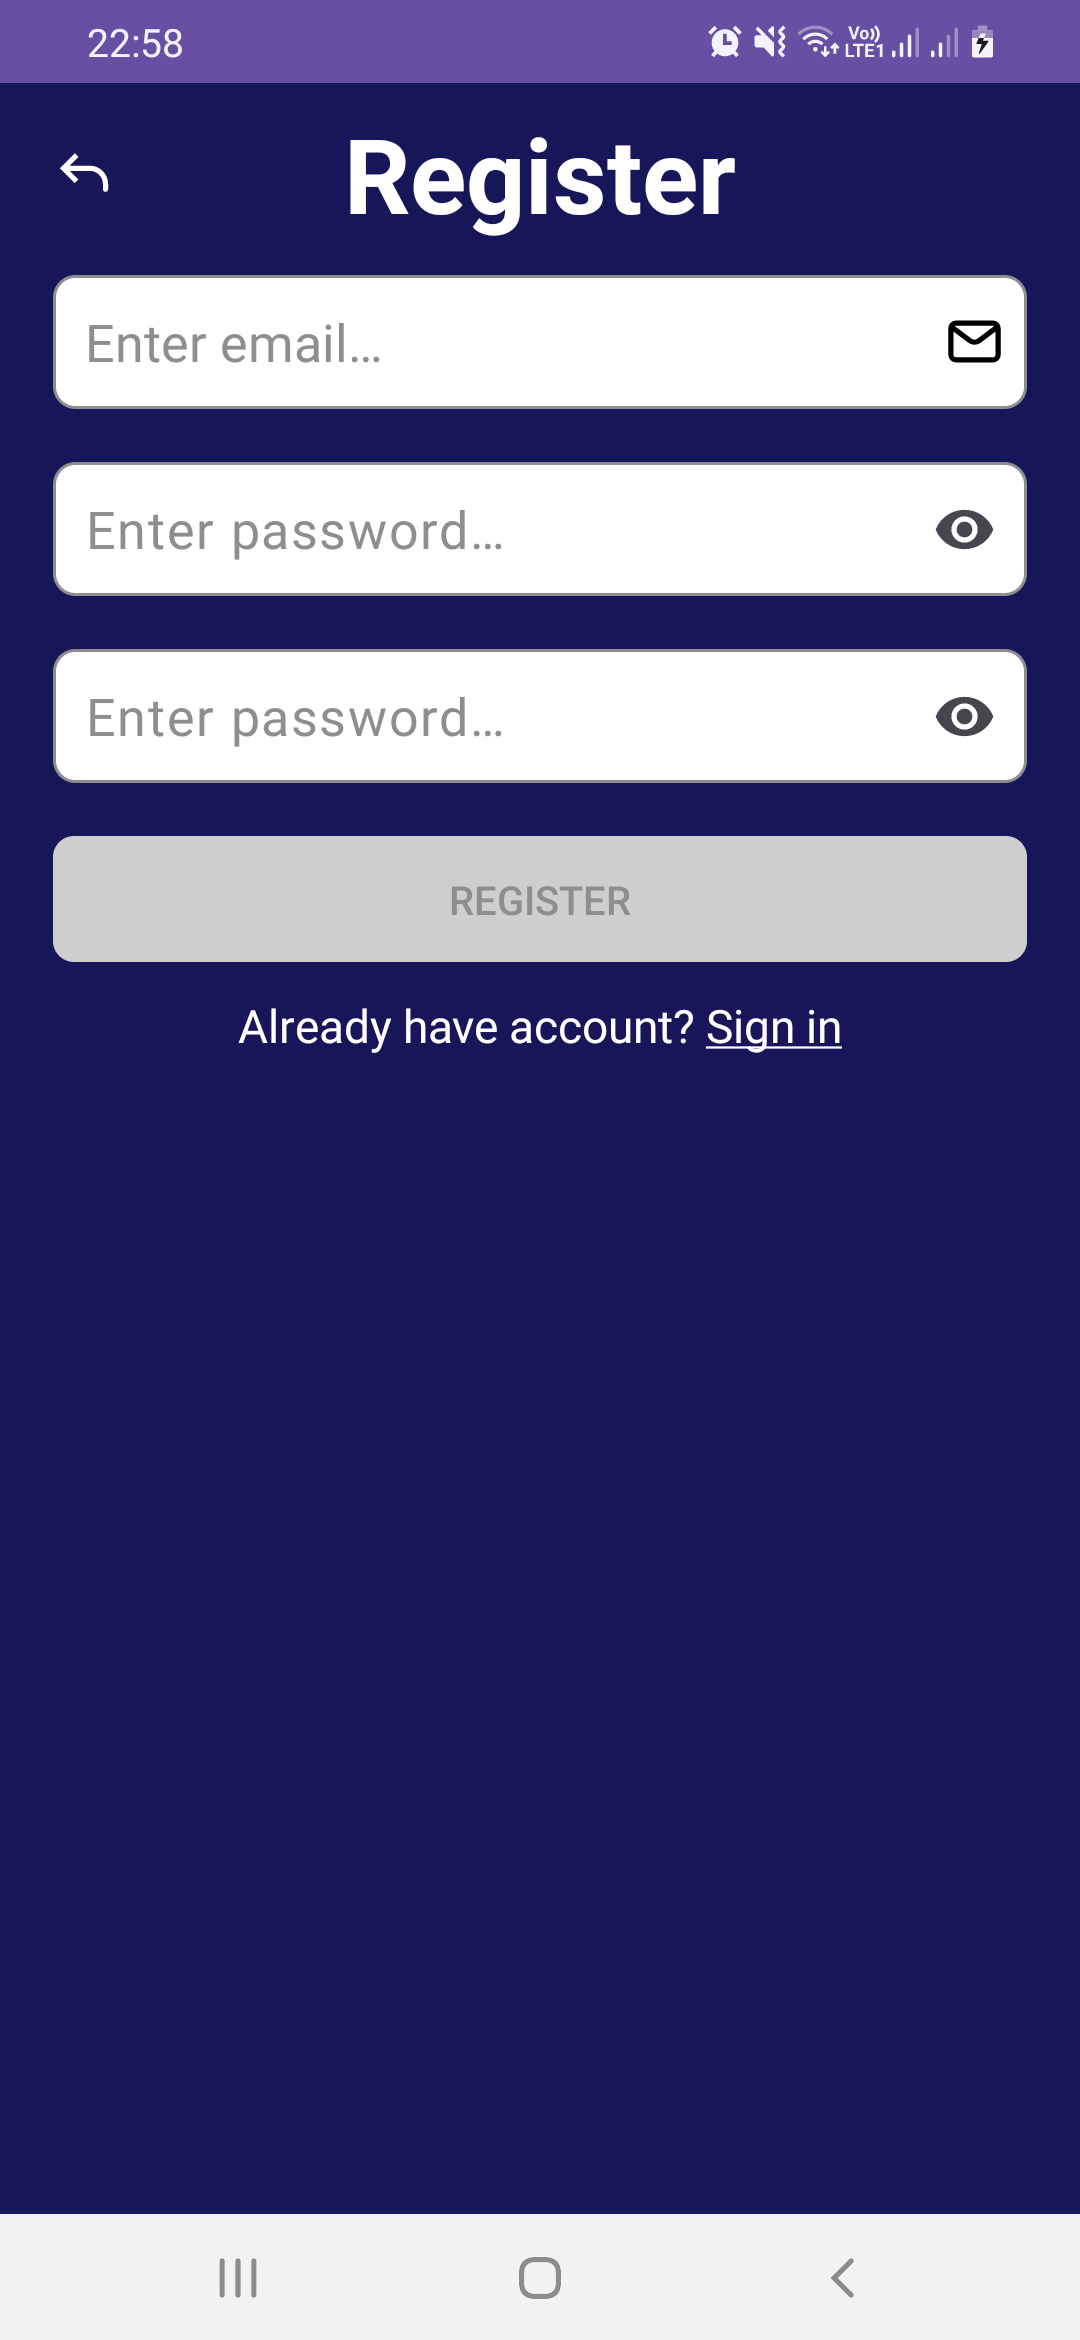 22:58
Vo)) LTE1
Register
Enter email...
Enter password...
Enter password...
REGISTER
Already have account? Sign in